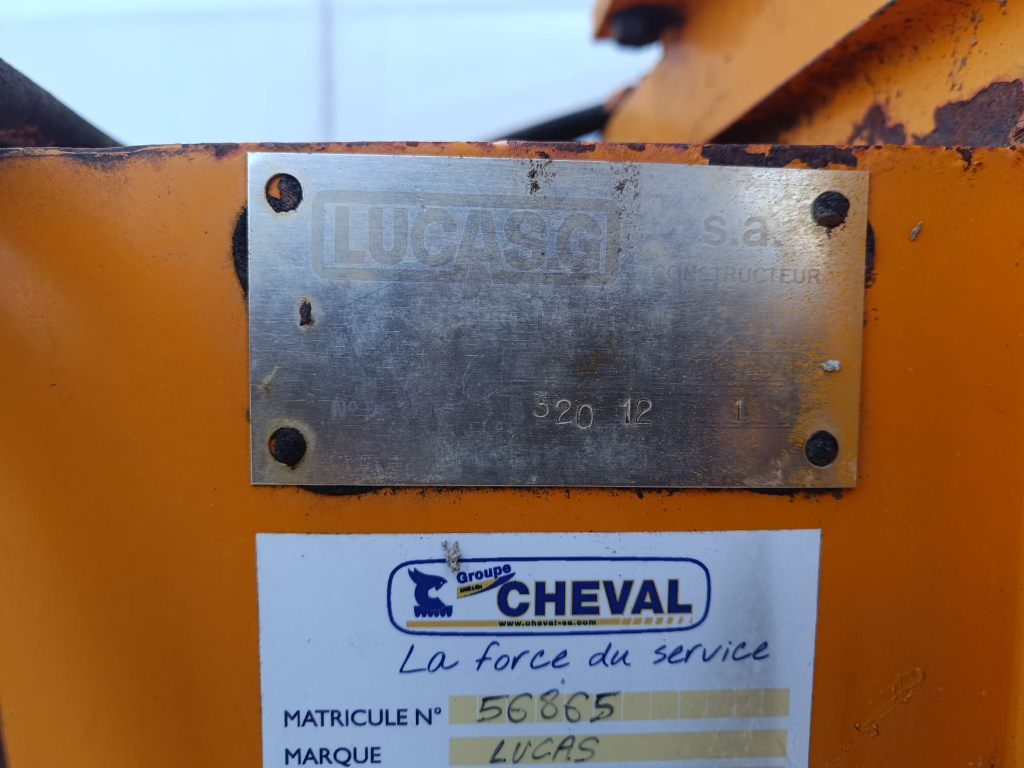 LUCAS.G s.a.
CONSTRUCTEUR
N° 320 12 1
Groupe
CHEVAL
www.cheval-sa.com
La force du service
MATRICULE N° 56865
MARQUE LUCAS